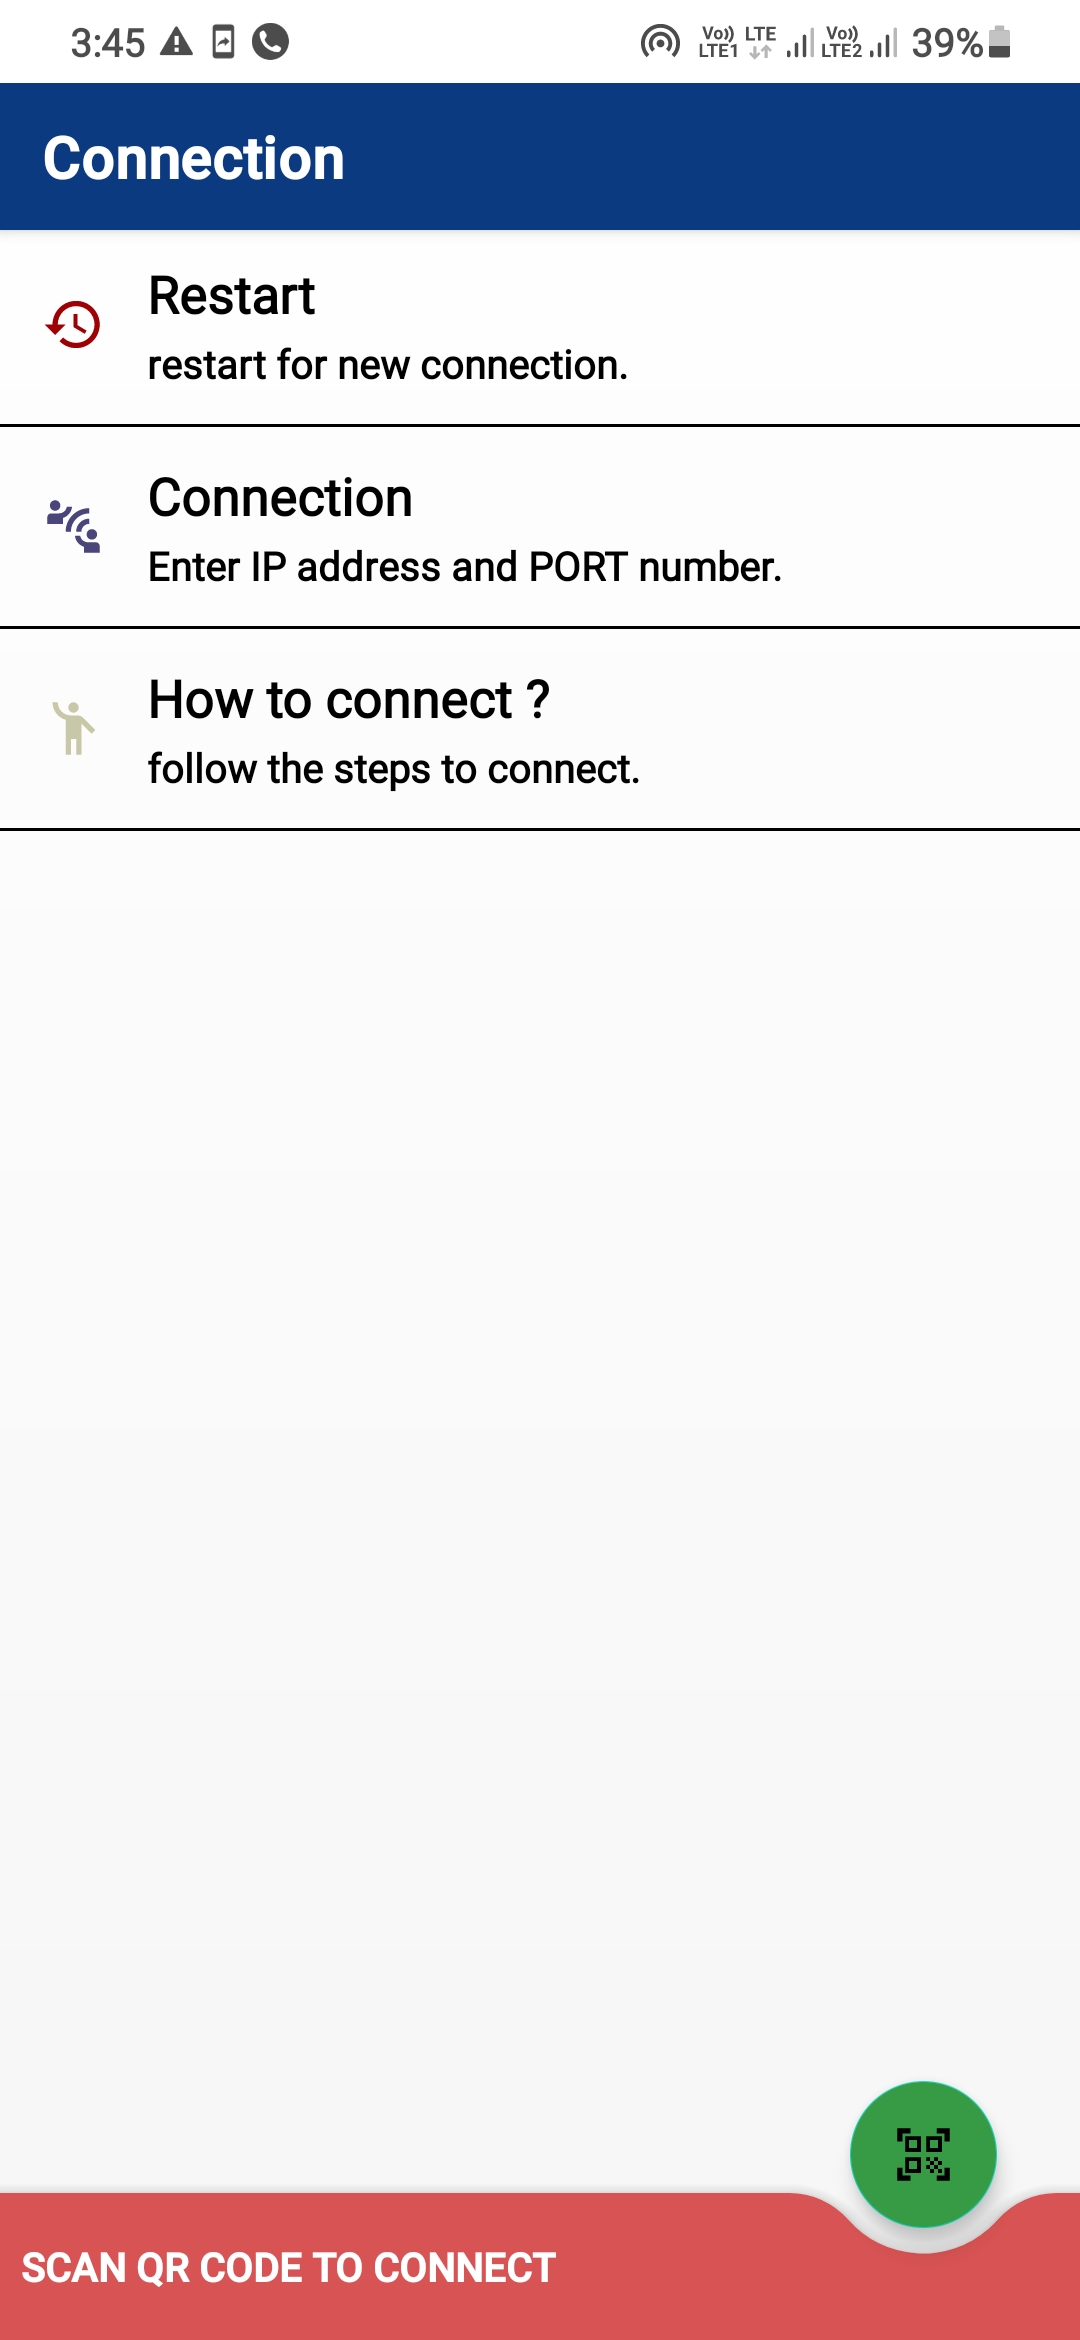 3:45 Vo)) LTE Vo)) 39%
LTE1 LTE2
Connection
Restart
restart for new connection.
Connection
Enter IP address and PORT number.
How to connect ?
follow the steps to connect.
SCAN QR CODE TO CONNECT